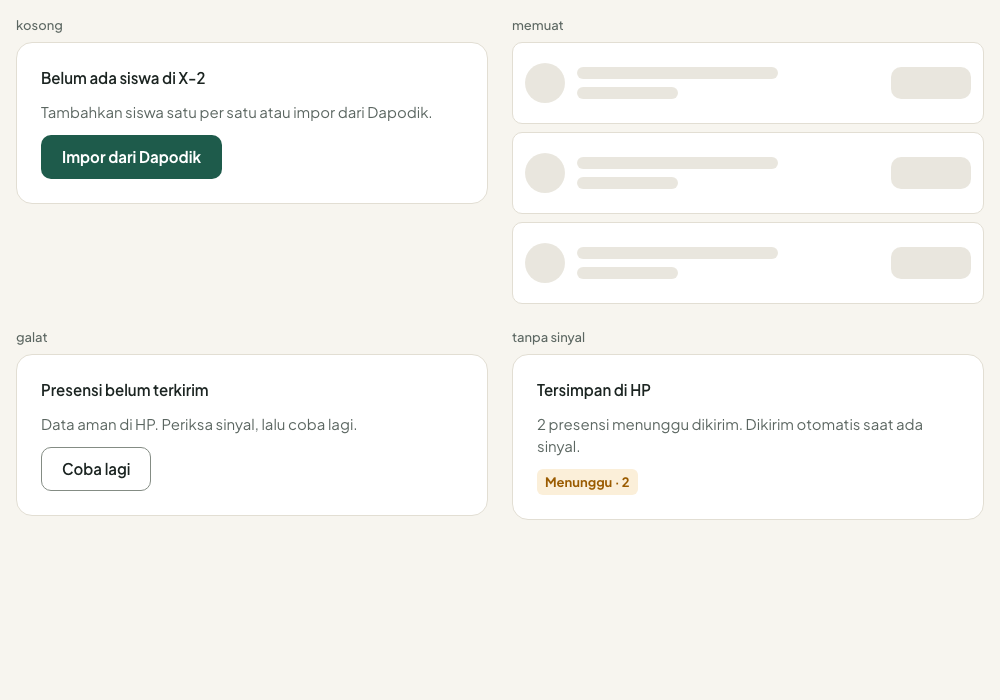 kosong
Belum ada siswa di X-2
Tambahkan siswa satu per satu atau impor dari Dapodik.
Impor dari Dapodik
memuat
galat
Presensi belum terkirim
Data aman di HP. Periksa sinyal, lalu coba lagi.
Coba lagi
tanpa sinyal
Tersimpan di HP
2 presensi menunggu dikirim. Dikirim otomatis saat ada
sinyal.
Menunggu · 2